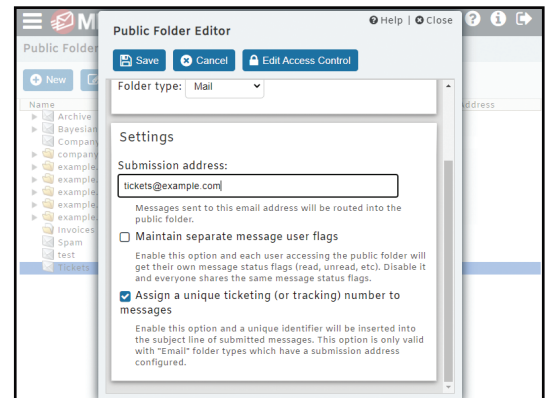 M
Help | Close
Public Folder Editor
Public Folder
Save Cancel Edit Access Control
New
Folder type: Mail
Name
ddress
Archive
Bayesian
Company
company
example.
example.
example.
example.
example.
Invoices
Spam
test
Tickets
Settings
Submission address:
tickets@example.com
Messages sent to this email address will be routed into the
public folder.
Maintain separate message user flags
Enable this option and each user accessing the public folder will
get their own message status flags (read, unread, etc). Disable it
and everyone shares the same message status flags.
Assign a unique ticketing (or tracking) number to
messages
Enable this option and a unique identifier will be inserted into
the subject line of submitted messages. This option is only valid
with "Email" folder types which have a submission address
configured.